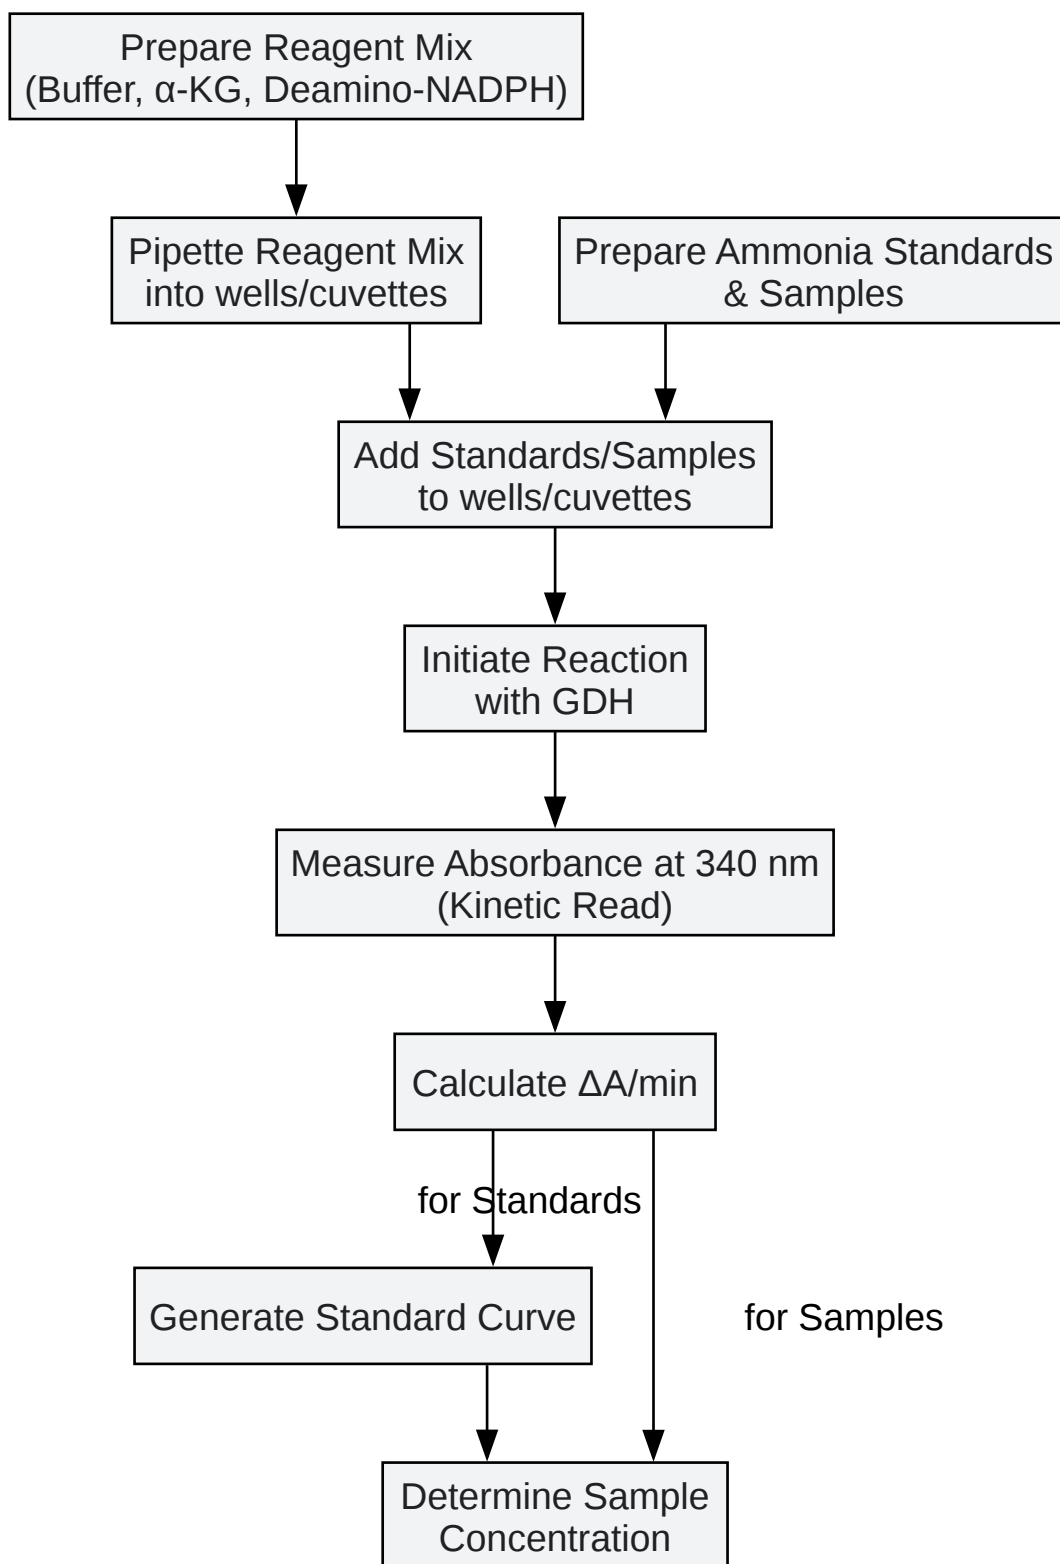 Prepare Reagent Mix
(Buffer, α-KG, Deamino-NADPH)
Pipette Reagent Mix
into wells/cuvettes
Prepare Ammonia Standards
& Samples
Add Standards/Samples
to wells/cuvettes
Initiate Reaction
with GDH
Measure Absorbance at 340 nm
(Kinetic Read)
Calculate ΔA/min
for Standards
Generate Standard Curve
for Samples
Determine Sample
Concentration